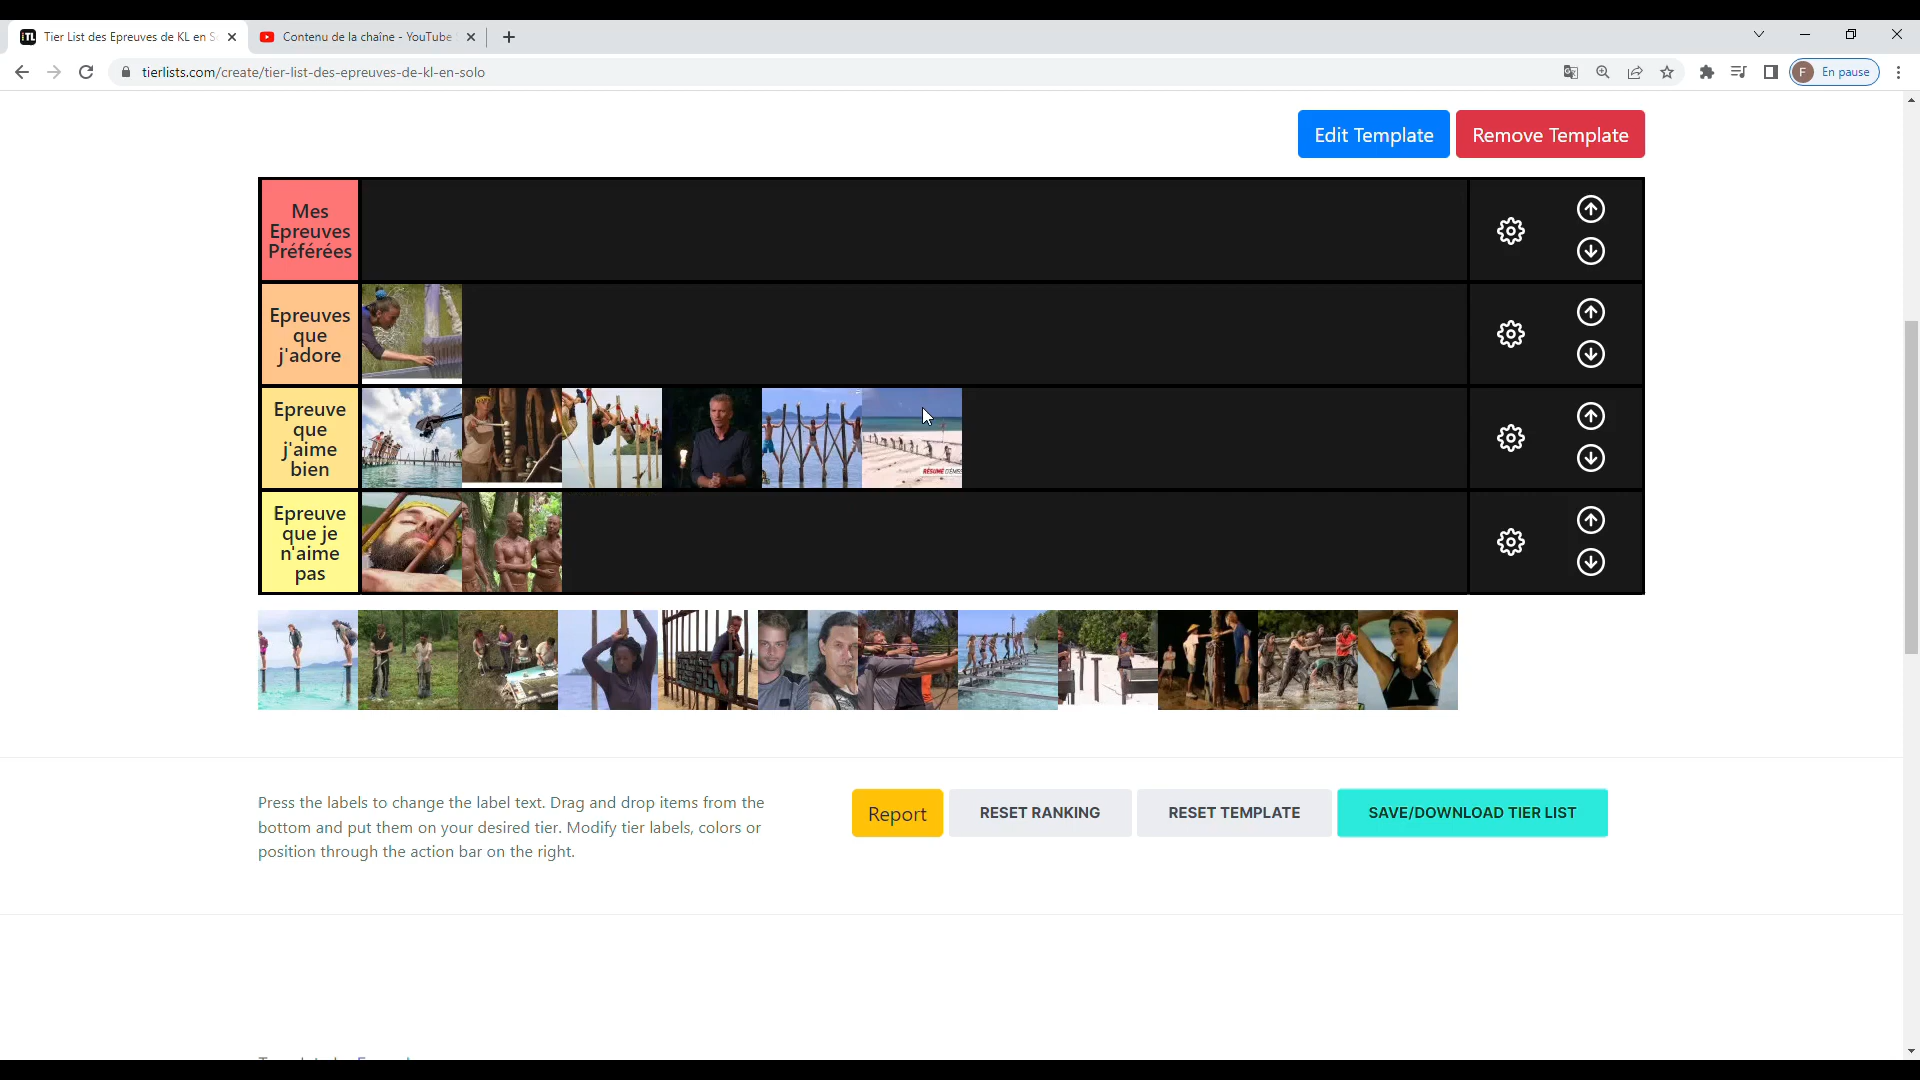 Tier List des Epreuves de KL en S
Contenu de la chaîne - YouTube
tierlists.com/create/tier-list-des-epreuves-de-kl-en-solo
F
En pause
Edit Template
Remove Template
Mes
Epreuves
Préférées
Epreuves
que
j'adore
Epreuve
que
j'aime
bien
RÉSUMÉ
Epreuve
que je
n'aime
pas
Press the labels to change the label text. Drag and drop items from the
bottom and put them on your desired tier. Modify tier labels, colors or
position through the action bar on the right.
Report
RESET RANKING
RESET TEMPLATE
SAVE/DOWNLOAD TIER LIST